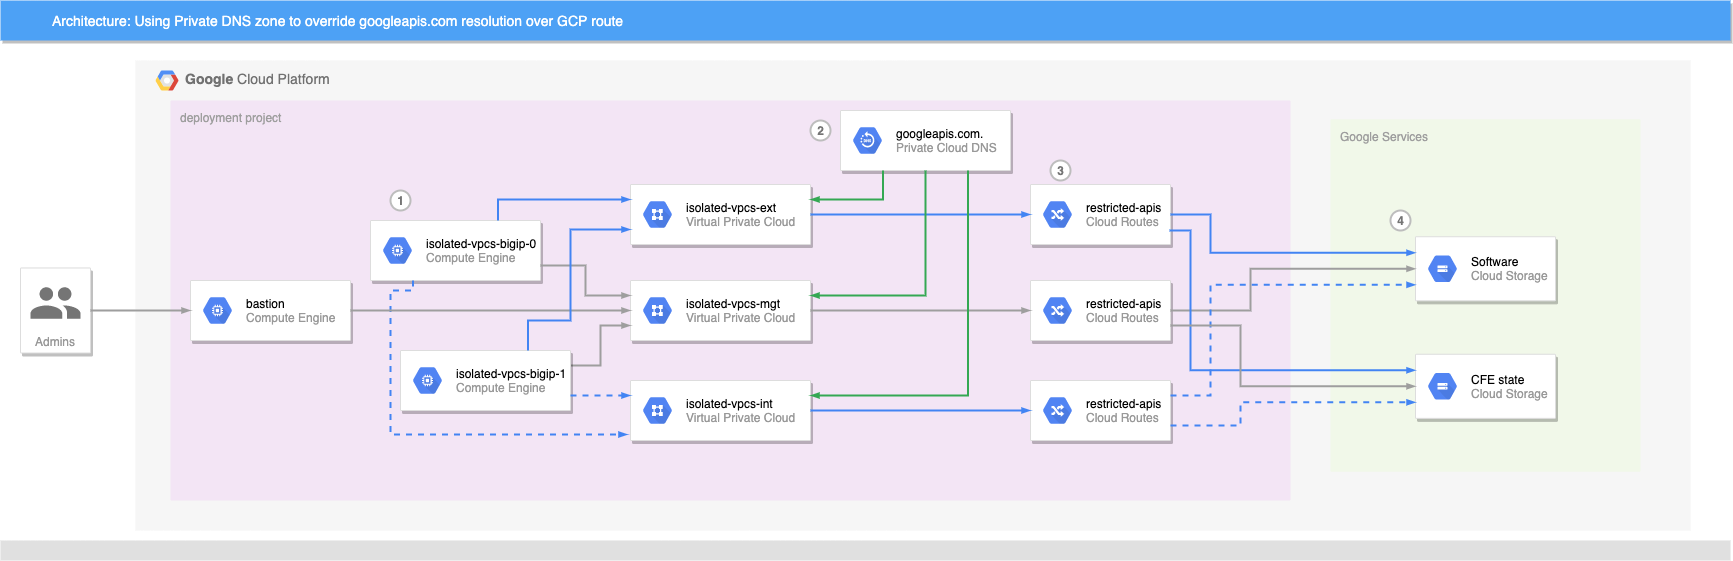 Architecture: Using Private DNS zone to override googleapis.com resolution over GCP route
Google Cloud Platform
deployment project
Google Services
2
googleapis.com.
Private Cloud DNS
3
1
isolated-vpcs-ext
Virtual Private Cloud
restricted-apis
Cloud Routes
4
isolated-vpcs-bigip-0
Compute Engine
Software
Cloud Storage
Admins
bastion
Compute Engine
isolated-vpcs-mgt
Virtual Private Cloud
restricted-apis
Cloud Routes
isolated-vpcs-bigip-1
Compute Engine
CFE state
Cloud Storage
isolated-vpcs-int
Virtual Private Cloud
restricted-apis
Cloud Routes